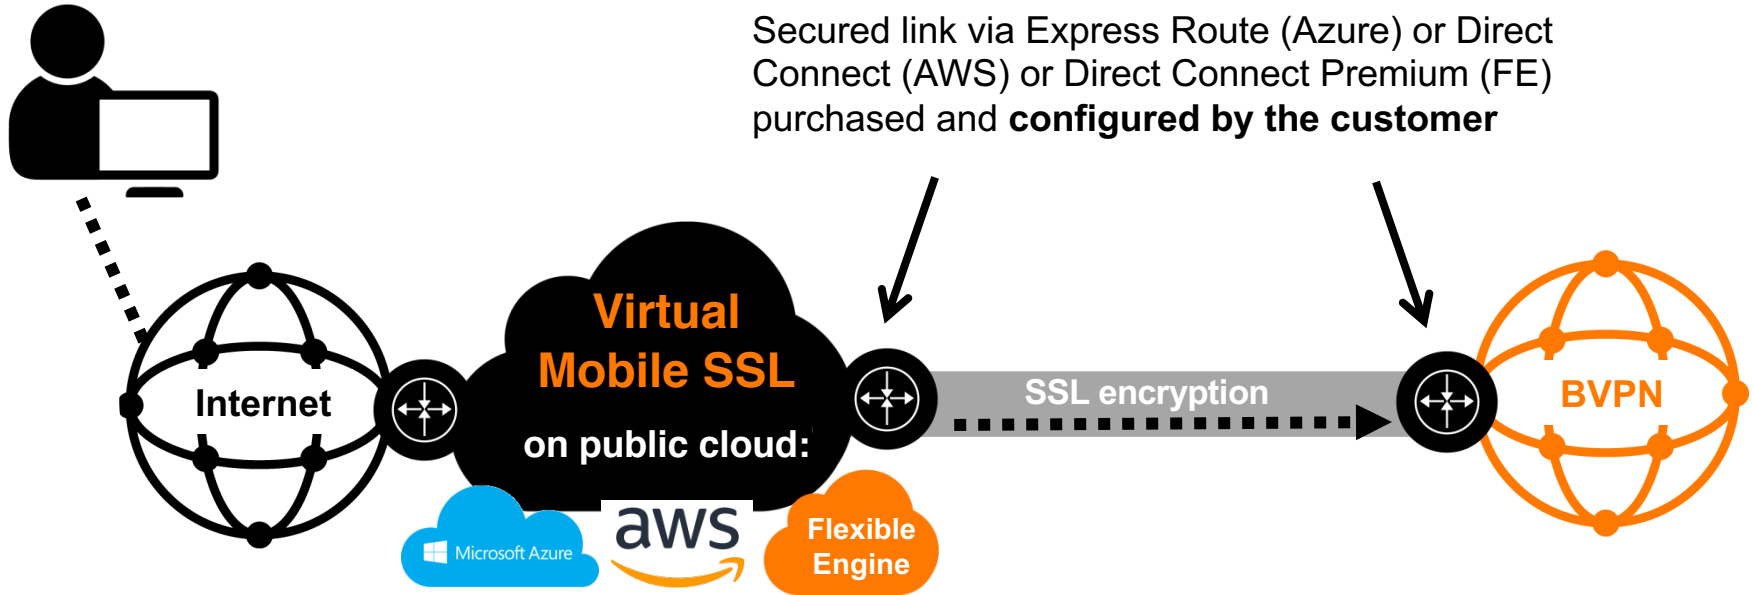 Secured link via Express Route (Azure) or Direct
Connect (AWS) or Direct Connect Premium (FE)
purchased and configured by the customer
Internet
Virtual
Mobile SSL
on public cloud:
Microsoft Azure
aws
Flexible
Engine
SSL encryption
BVPN